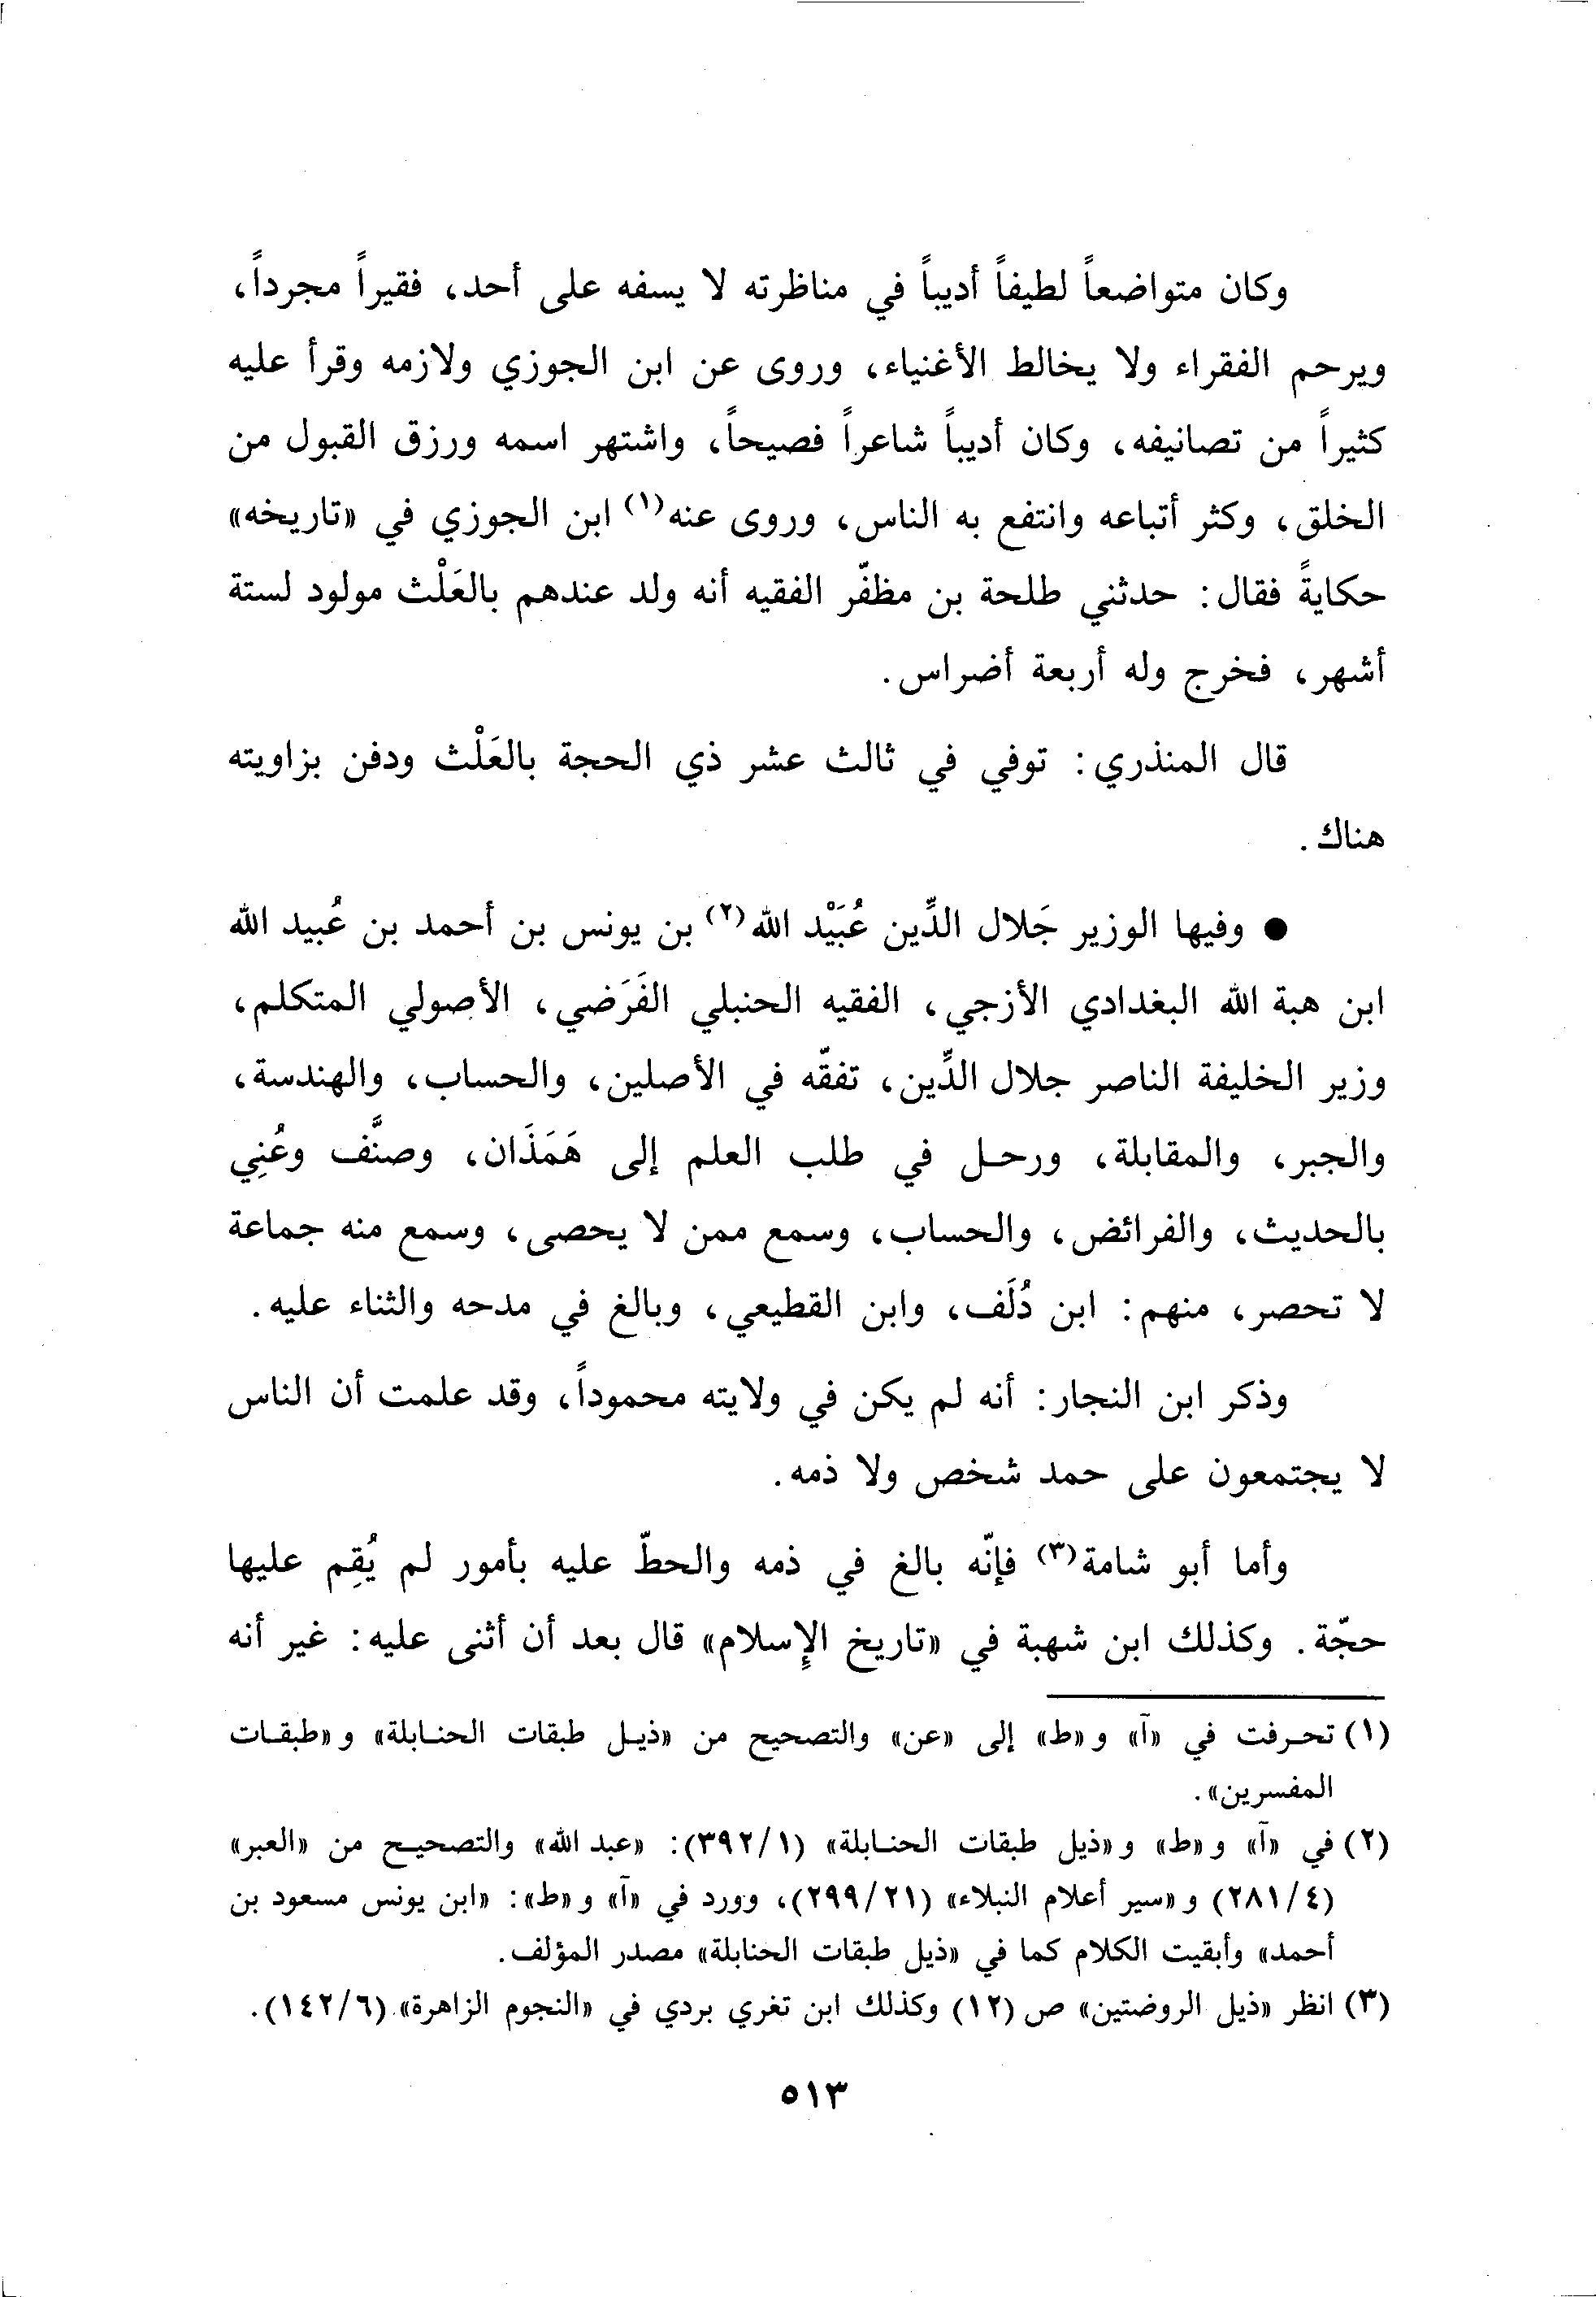 وكان متواضعاً لطيفاً أديباً في مناظرته لا يسفه على أحد، فقيراً مجرداً،
ويرحم الفقراء ولا يخالط الأغنياء، وروى عن ابن الجوزي ولازمه وقرأ عليه
كثيراً من تصانيفه، وكان أديباً شاعراً فصيحاً، واشتهر اسمه ورزق القبول من
الخلق، وكثر أتباعه وانتفع به الناس، وروى عنه(١) ابن الجوزي في «تاريخه»
حكايةً فقال: حدثني طلحة بن مظفّر الفقيه أنه ولد عندهم بالعَلْث مولود لستة
أشهر، فخرج وله أربعة أضراس.
قال المنذري: توفي في ثالث عشر ذي الحجة بالعَلْث ودفن بزاويته
هناك.
● وفيها الوزير جَلال الدِّين عُبَيْد الله(٢) بن يونس بن أحمد بن عُبيد الله
ابن هبة الله البغدادي الأزجي، الفقيه الحنبلي الفَرَضي، الأصولي المتكلم،
وزير الخليفة الناصر جلال الدِّين، تفقّه في الأصلين، والحساب، والهندسة،
والجبر، والمقابلة، ورحل في طلب العلم إلى هَمَذَان، وصنَّف وعُنِي
بالحديث، والفرائض، والحساب، وسمع ممن لا يحصى، وسمع منه جماعة
لا تحصر، منهم: ابن دُلَف، وابن القطيعي، وبالغ في مدحه والثناء عليه.
وذكر ابن النجار: أنه لم يكن في ولايته محموداً، وقد علمت أن الناس
لا يجتمعون على حمد شخص ولا ذمه.
وأما أبو شامة(٣) فإنّه بالغ في ذمه والحطّ عليه بأمور لم يُقِم عليها
حجّة. وكذلك ابن شهبة في «تاريخ الإسلام» قال بعد أن أثنى عليه: غير أنه
(١) تحرفت في «آ» و«ط» إلى «عن» والتصحيح من «ذيل طبقات الحنابلة» و«طبقات
المفسرين».
(٢) في «آ» و«ط» و«ذيل طبقات الحنابلة» (٣٩٢/١): «عبد الله» والتصحيح من «العبر»
(٢٨١/٤) و«سير أعلام النبلاء» (٢٩٩/٢١)، وورد في «آ» و«ط»: «ابن يونس مسعود بن
أحمد» وأبقيت الكلام كما في «ذيل طبقات الحنابلة» مصدر المؤلف.
(٣) انظر «ذيل الروضتين» ص (١٢) وكذلك ابن تغري بردي في «النجوم الزاهرة» (١٤٢/٦).
٥١٣